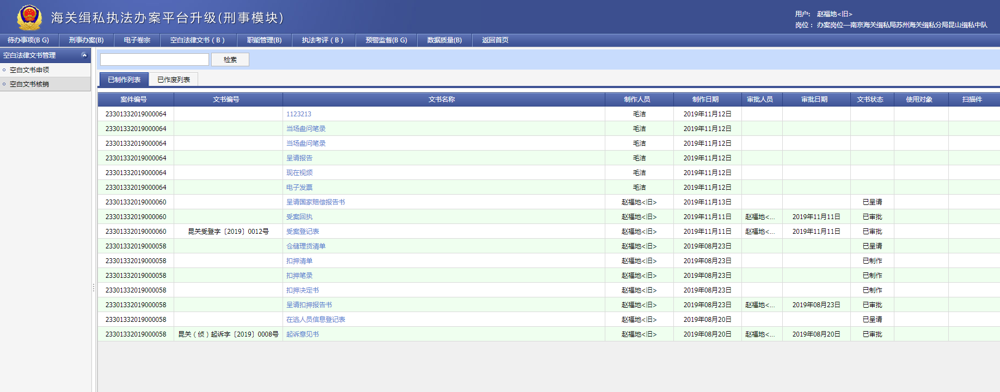 海关缉私执法办案平台升级(刑事模块)
用户: 赵福地<旧>
岗位: 办案岗位—南京海关缉私局苏州海关缉私分局昆山缉私中队
待办事项(B G) 刑事办案(B) 电子卷宗 空白法律文书（B） 职能管理(B) 执法考评（B） 预警监督(B G) 数据质量(B) 返回首页
空白法律文书管理
空白文书申领
空白文书核销
检索
已制作列表 已作废列表
案件编号 文书编号 文书名称 制作人员 制作日期 审批人员 审批日期 文书状态 使用对象 扫描件
23301332019000064 1123213 毛洁 2019年11月12日
23301332019000064 当场盘问笔录 毛洁 2019年11月12日
23301332019000064 当场盘问笔录 毛洁 2019年11月12日
23301332019000064 呈请报告 毛洁 2019年11月12日
23301332019000064 现在视频 毛洁 2019年11月12日
23301332019000064 电子发票 毛洁 2019年11月12日
23301332019000060 呈请国家赔偿报告书 赵福地<旧> 2019年11月13日 已呈请
23301332019000060 受案回执 赵福地<旧> 2019年11月11日 赵福地<... 2019年11月11日 已审批
23301332019000060 昆关受登字〔2019〕0012号 受案登记表 赵福地<旧> 2019年11月11日 赵福地<... 2019年11月11日 已审批
23301332019000058 仓储理货清单 赵福地<旧> 2019年08月23日 已呈请
23301332019000058 扣押清单 赵福地<旧> 2019年08月23日 已制作
23301332019000058 扣押笔录 赵福地<旧> 2019年08月23日 已制作
23301332019000058 扣押决定书 赵福地<旧> 2019年08月23日 已制作
23301332019000058 呈请扣押报告书 赵福地<旧> 2019年08月23日 赵福地<... 2019年08月23日 已审批
23301332019000058 在逃人员信息登记表 赵福地<旧> 2019年08月20日 已呈请
23301332019000058 昆关（侦）起诉字〔2019〕0008号 起诉意见书 赵福地<旧> 2019年08月20日 赵福地<... 2019年08月20日 已审批